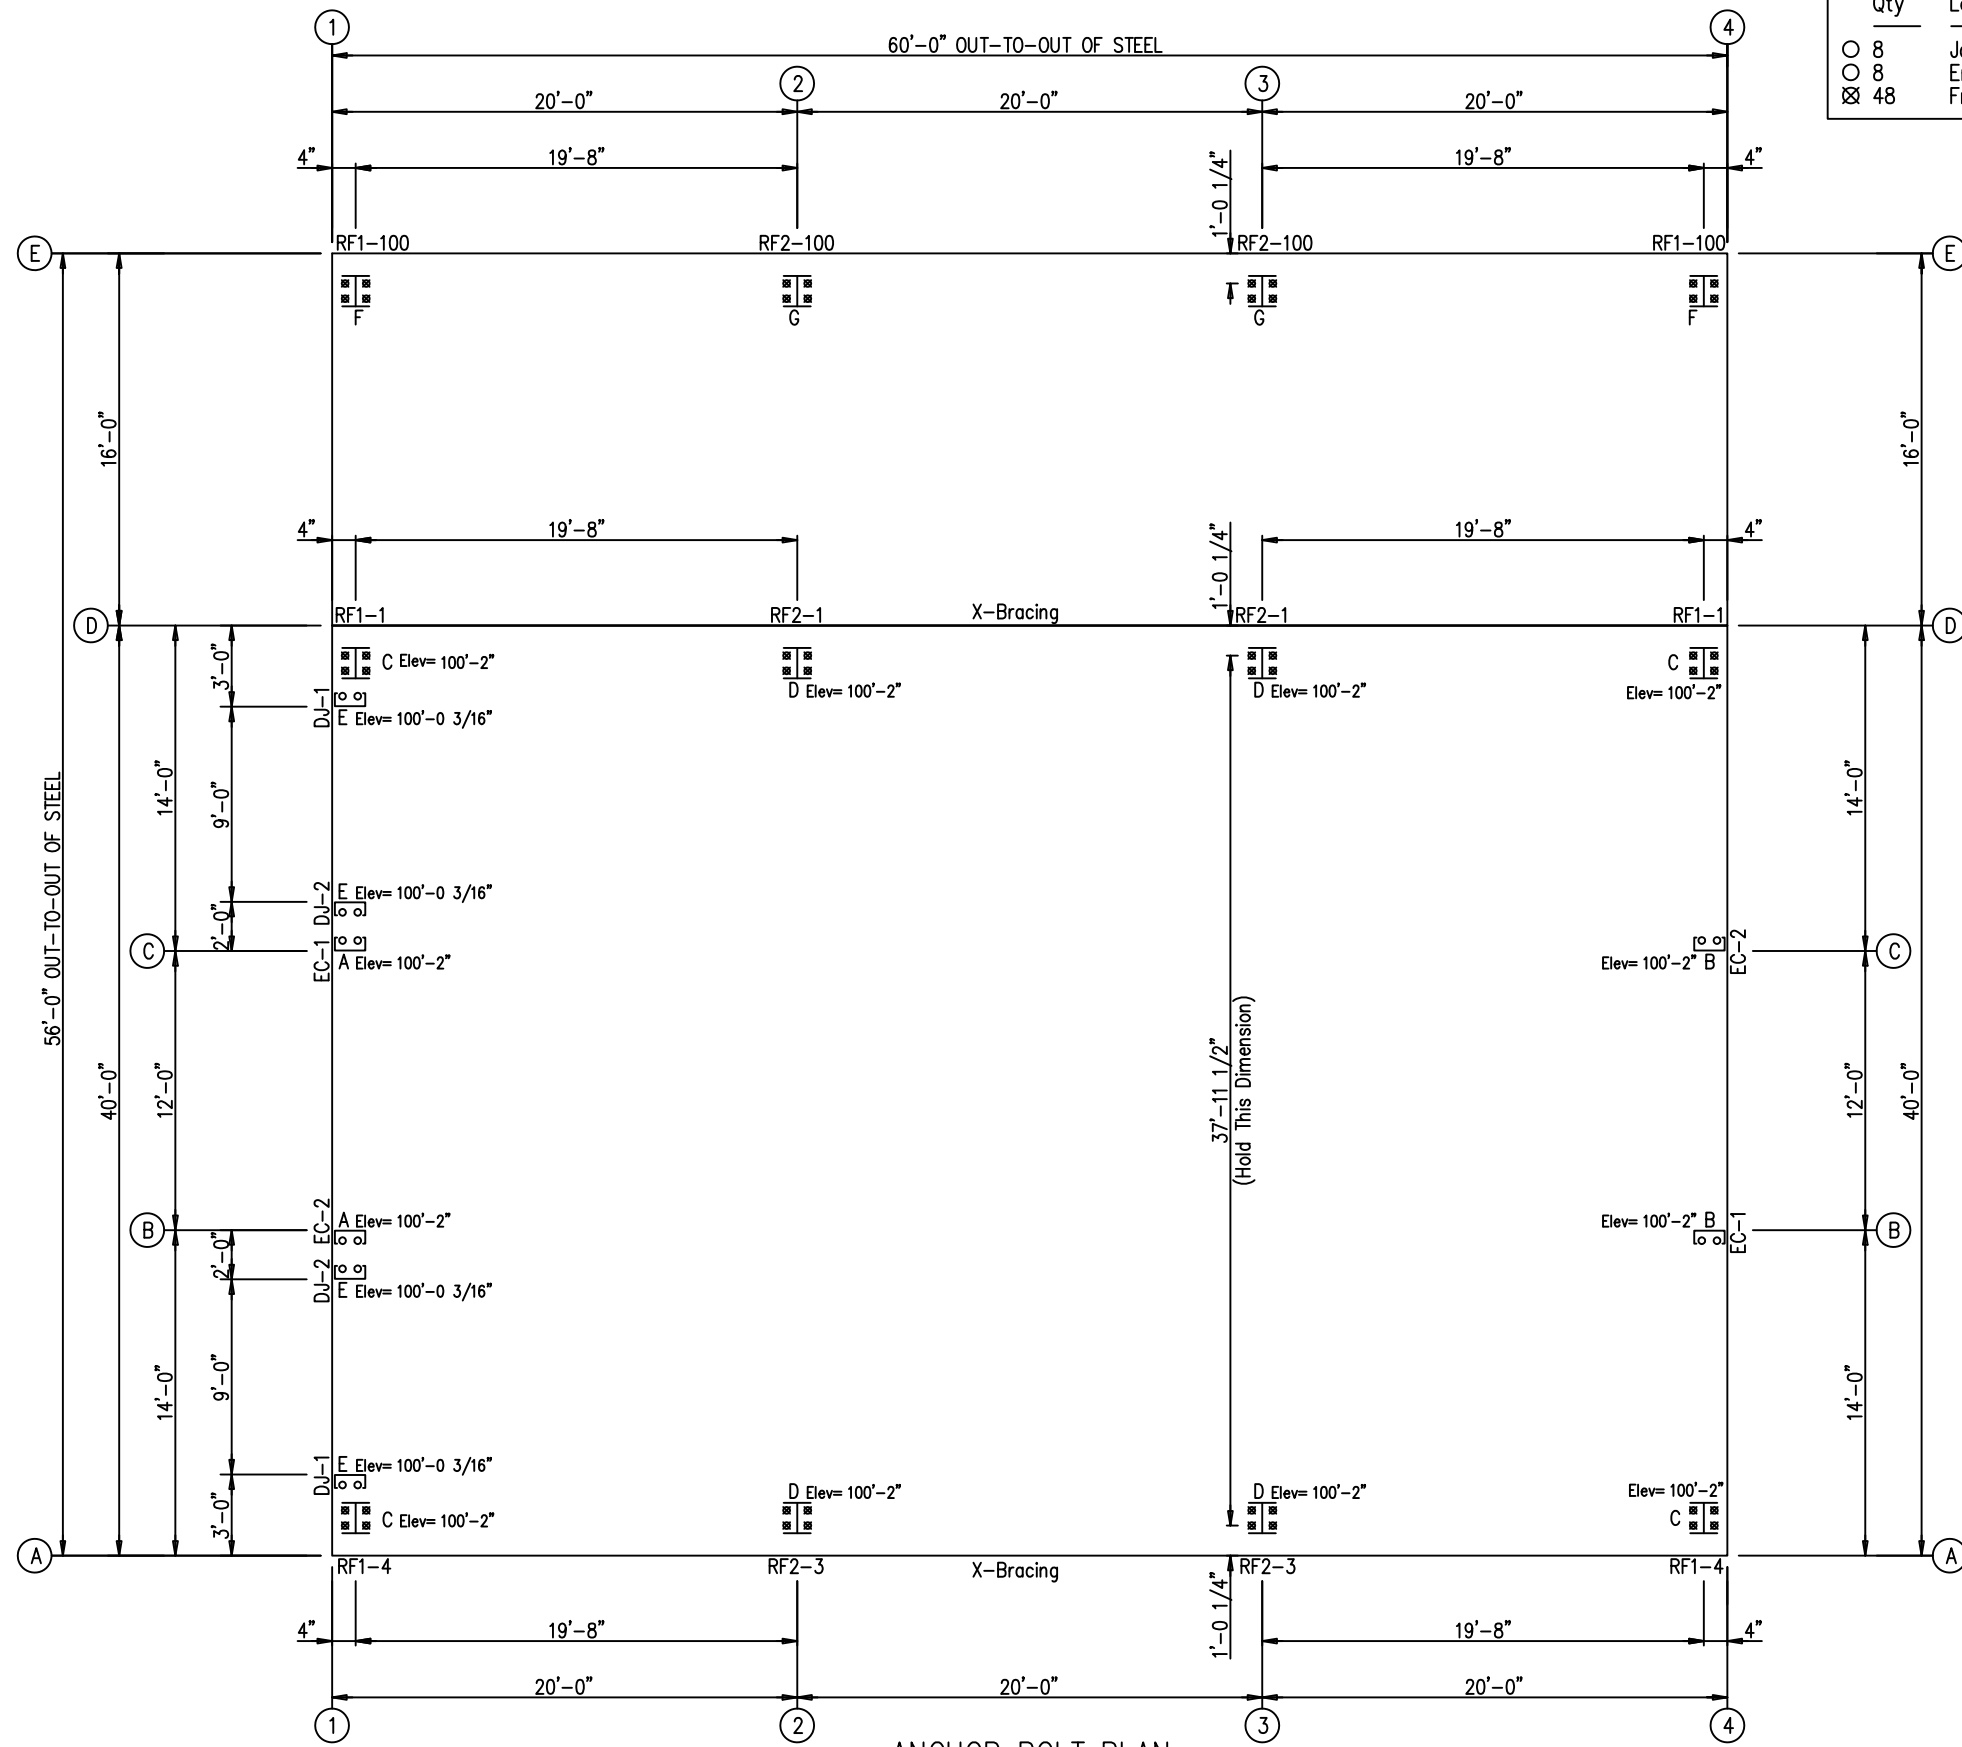 Qty
8
8
48
1
4
60'-0" OUT-TO-OUT OF STEEL
2
3
20'-0"
20'-0"
20'-0"
4"
19'-8"
1'-0 1/4"
19'-8"
4"
E
RF1-100
RF2-100
RF2-100
RF1-100
E
F
G
G
F
16'-0"
16'-0"
4"
19'-8"
1'-0 1/4"
19'-8"
4"
D
RF1-1
RF2-1
X-Bracing
RF2-1
RF1-1
D
C Elev= 100'-2"
D Elev= 100'-2"
D Elev= 100'-2"
C
Elev= 100'-2"
3'-0"
DJ-1
E Elev= 100'-0 3/16"
14'-0"
9'-0"
14'-0"
56'-0" OUT-TO-OUT OF STEEL
DJ-2
E Elev= 100'-0 3/16"
2'-0"
C
EC-1
A Elev= 100'-2"
Elev= 100'-2" B
EC-2
C
40'-0"
12'-0"
37'-11 1/2"
(Hold This Dimension)
12'-0"
40'-0"
B
EC-2
A Elev= 100'-2"
Elev= 100'-2" B
EC-1
B
2'-0"
DJ-2
E Elev= 100'-0 3/16"
14'-0"
9'-0"
14'-0"
DJ-1
E Elev= 100'-0 3/16"
3'-0"
C Elev= 100'-2"
D Elev= 100'-2"
D Elev= 100'-2"
Elev= 100'-2"
C
A
RF1-4
RF2-3
X-Bracing
RF2-3
RF1-4
A
4"
19'-8"
1'-0 1/4"
19'-8"
4"
20'-0"
20'-0"
20'-0"
1
2
3
4
ANCHOR BOLT PLAN